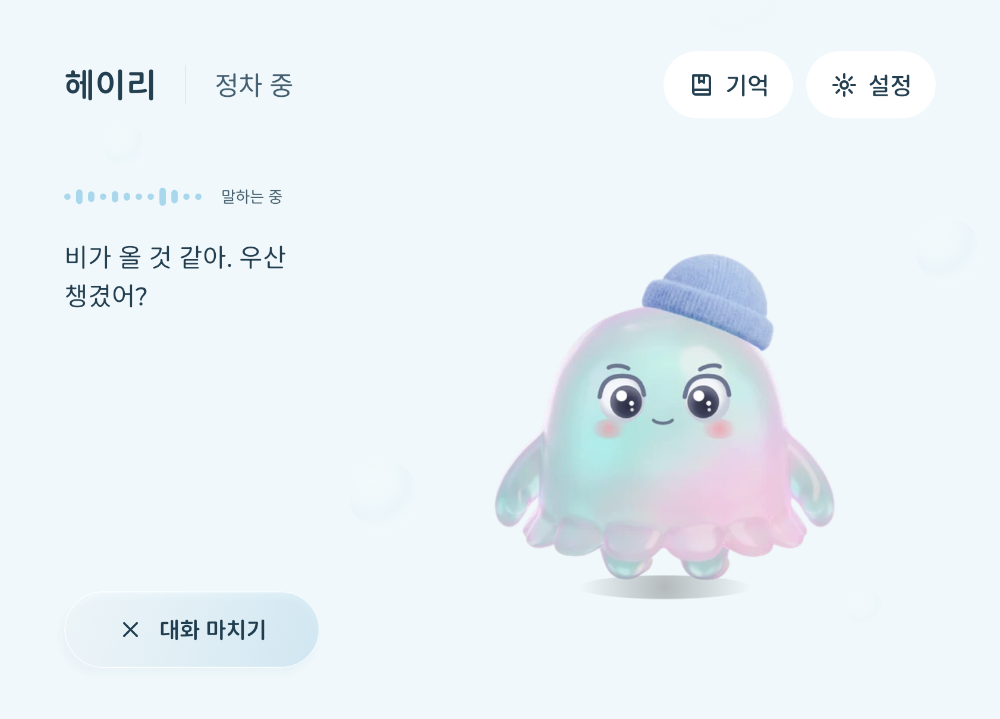 헤이리
정차 중
기억
설정
말하는 중
비가 올 것 같아. 우산
챙겼어?
대화 마치기